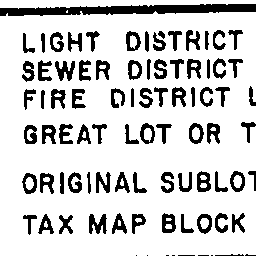 LIGHT DISTRICT
SEWER DISTRICT
FIRE DISTRICT L
GREAT LOT OR T
ORIGINAL SUBLOT
TAX MAP BLOCK